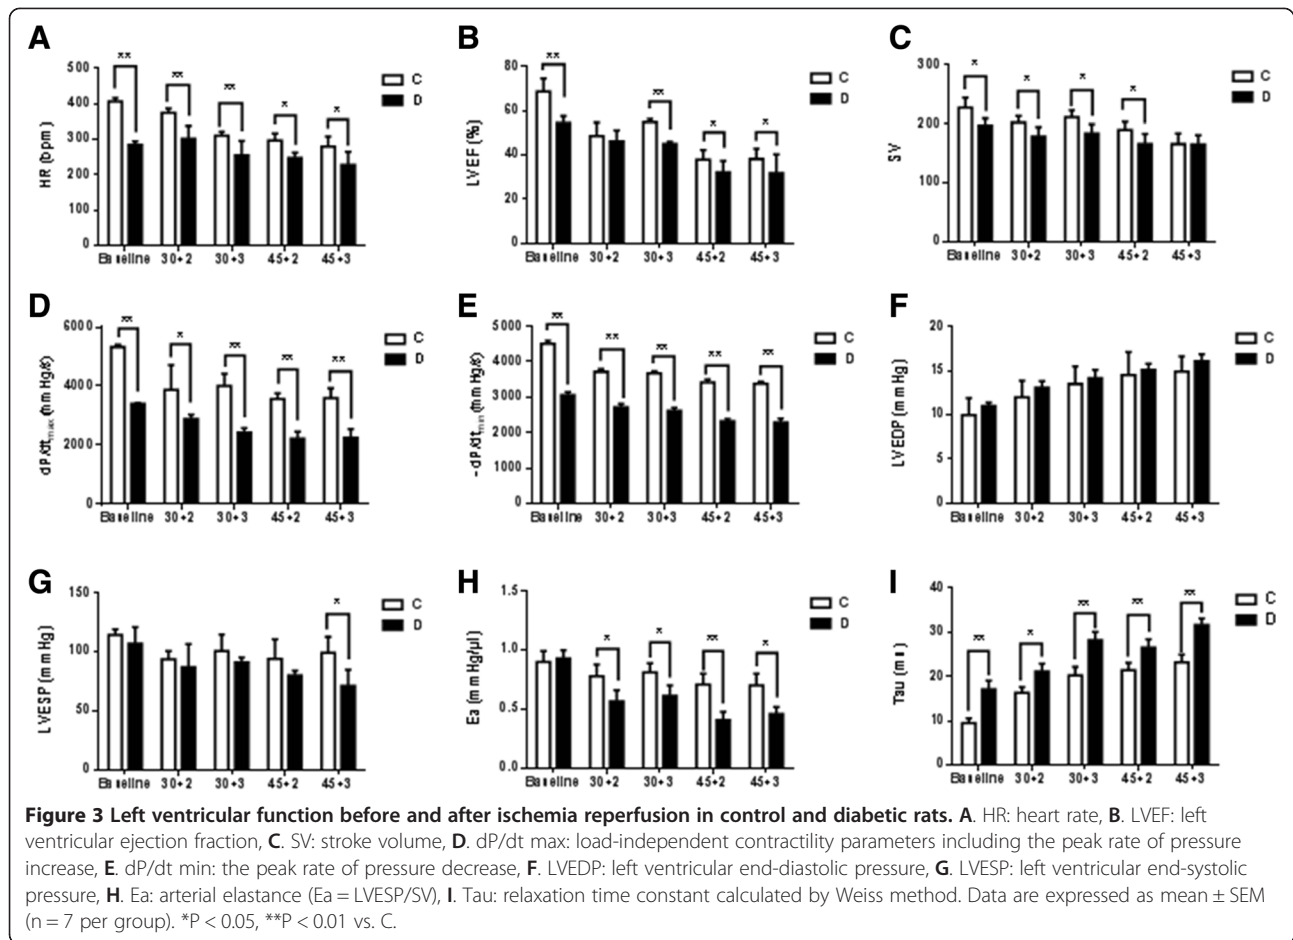 A
HR (bpm)
500
400
300
200
100
0
** ** ** * *
C
D
Baseline 30+2 30+3 45+2 45+3
B
LVEF (%)
80
60
40
20
0
** ** * *
C
D
Baseline 30+2 30+3 45+2 45+3
C
SV
300
200
100
0
* * * *
C
D
Baseline 30+2 30+3 45+2 45+3
D
dP/dt max (mmHg/s)
6000
4000
2000
0
** * ** ** **
C
D
Baseline 30+2 30+3 45+2 45+3
E
-dP/dt min (mmHg/s)
5000
4000
3000
2000
1000
0
** ** ** ** **
C
D
Baseline 30+2 30+3 45+2 45+3
F
LVEDP (mmHg)
20
15
10
5
0
C
D
Baseline 30+2 30+3 45+2 45+3
G
LVESP (mmHg)
150
100
50
0
*
C
D
Baseline 30+2 30+3 45+2 45+3
H
Ea (mmHg/µl)
1.5
1.0
0.5
0.0
* * ** *
C
D
Baseline 30+2 30+3 45+2 45+3
I
Tau (ms)
40
30
20
10
0
** * ** ** **
C
D
Baseline 30+2 30+3 45+2 45+3
Figure 3 Left ventricular function before and after ischemia reperfusion in control and diabetic rats. A. HR: heart rate, B. LVEF: left
ventricular ejection fraction, C. SV: stroke volume, D. dP/dt max: load-independent contractility parameters including the peak rate of pressure
increase, E. dP/dt min: the peak rate of pressure decrease, F. LVEDP: left ventricular end-diastolic pressure, G. LVESP: left ventricular end-systolic
pressure, H. Ea: arterial elastance (Ea = LVESP/SV), I. Tau: relaxation time constant calculated by Weiss method. Data are expressed as mean ± SEM
(n = 7 per group). *P < 0.05, **P < 0.01 vs. C.